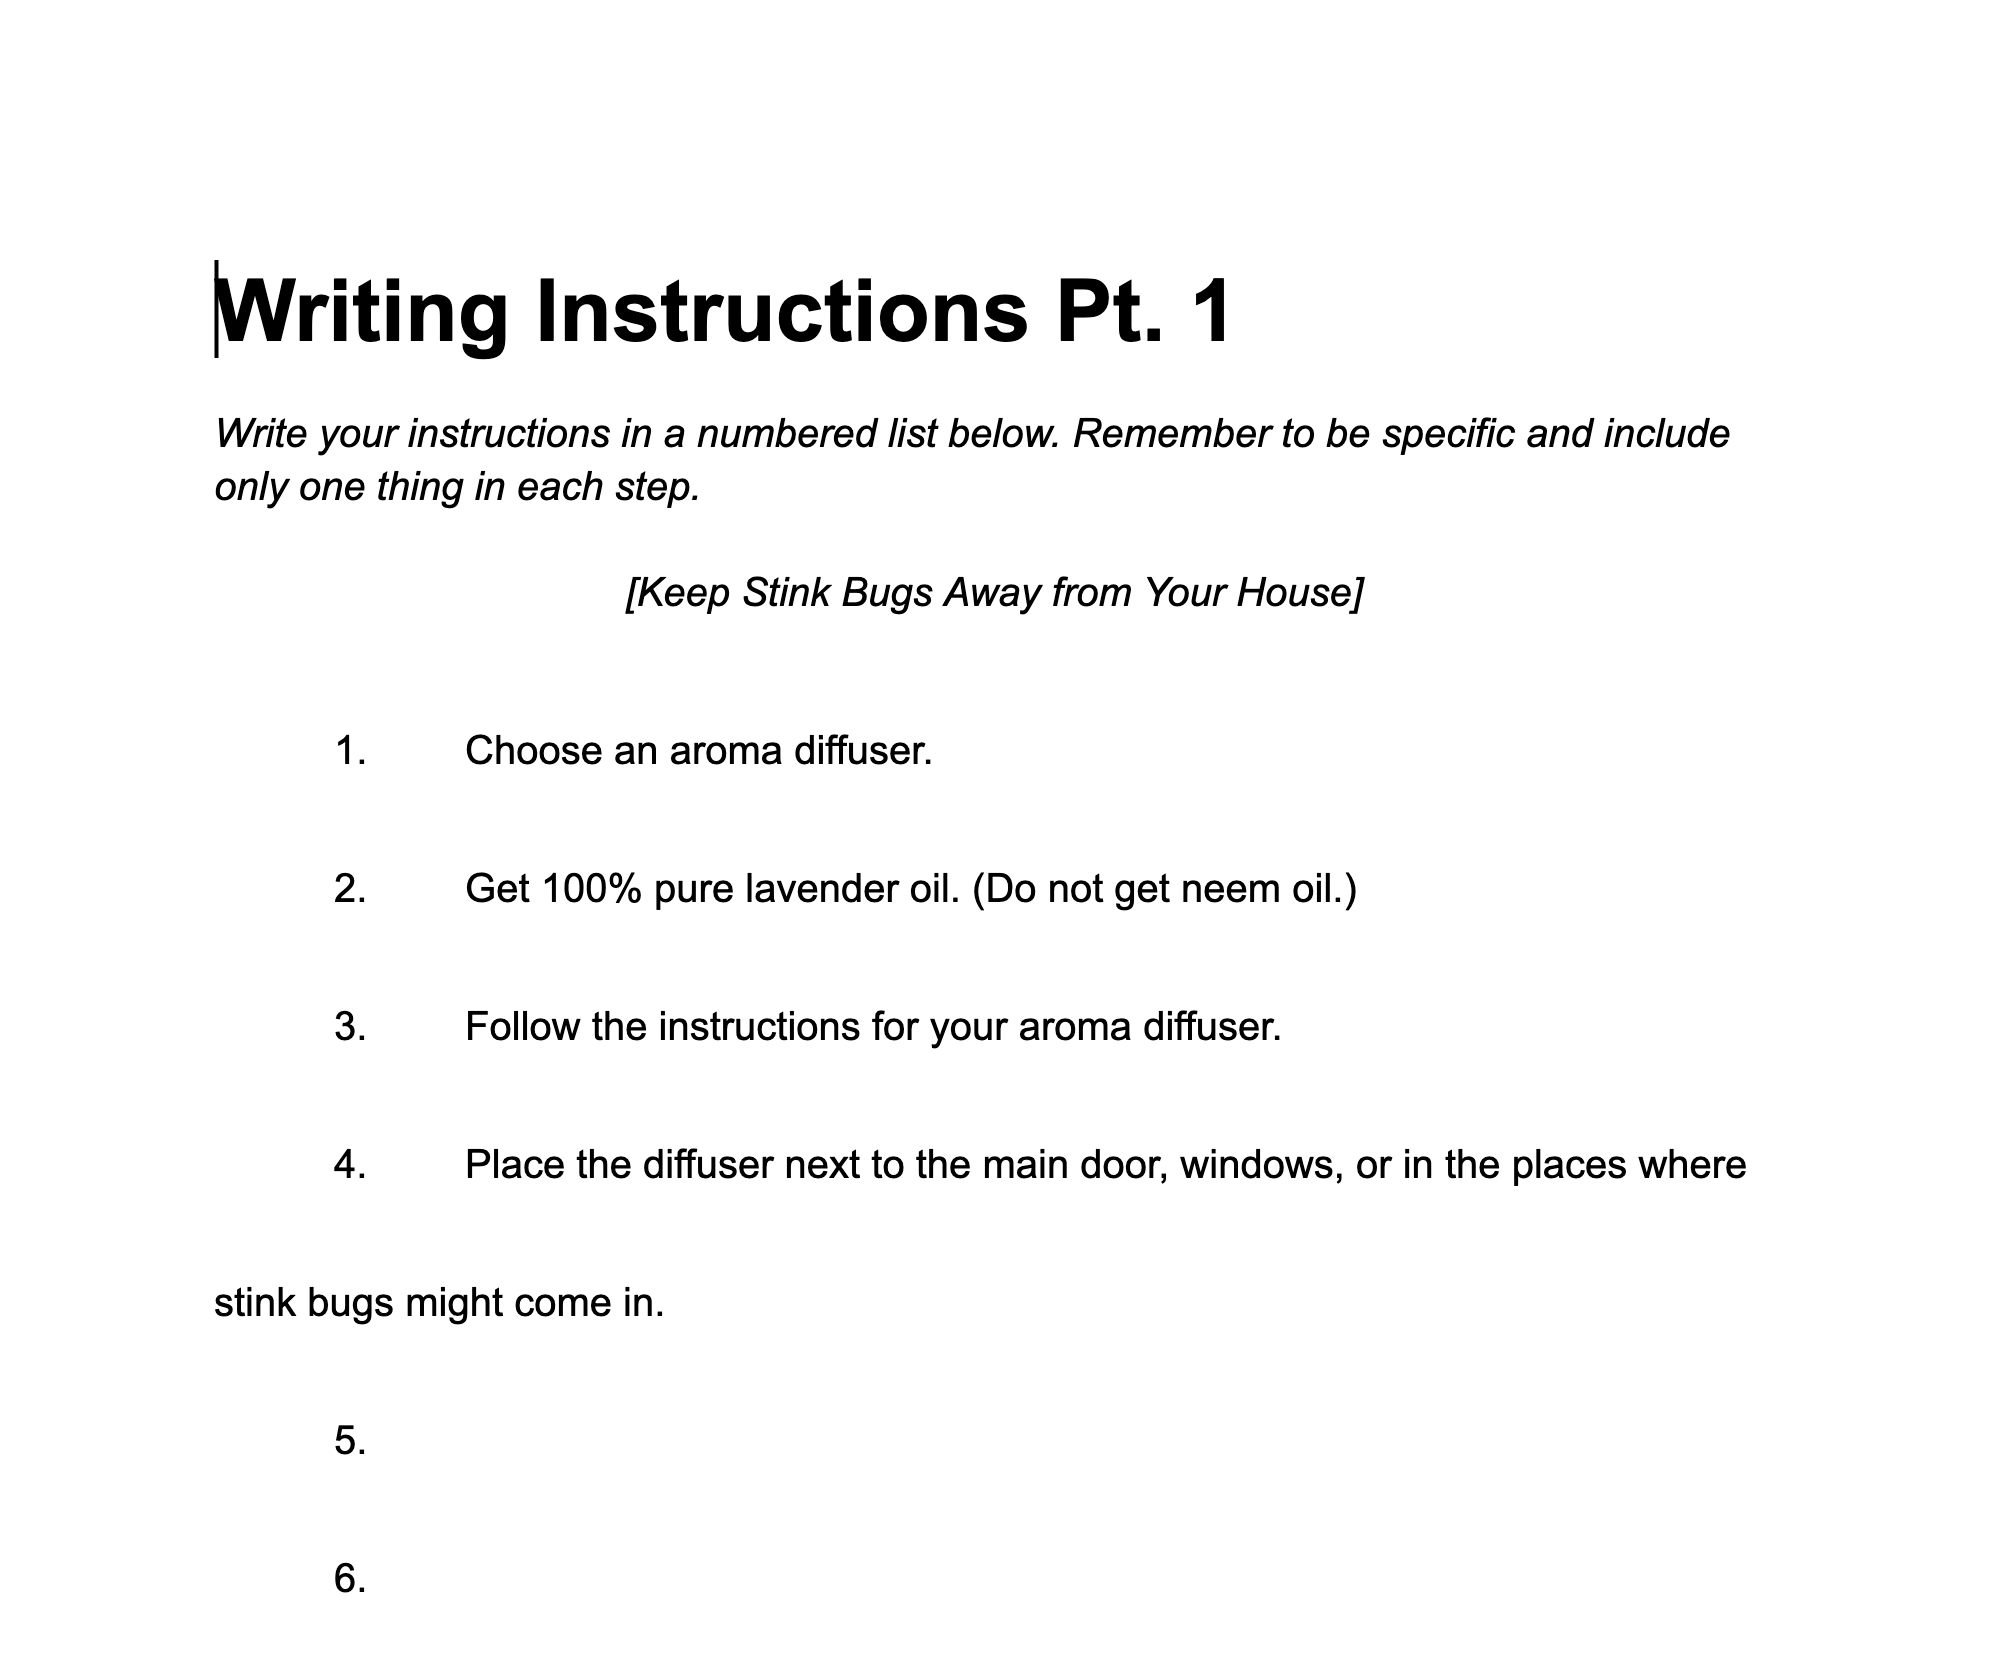 Writing Instructions Pt. 1
Write your instructions in a numbered list below. Remember to be specific and include
only one thing in each step.
[Keep Stink Bugs Away from Your House]
1. Choose an aroma diffuser.
2. Get 100% pure lavender oil. (Do not get neem oil.)
3. Follow the instructions for your aroma diffuser.
4. Place the diffuser next to the main door, windows, or in the places where
stink bugs might come in.
5.
6.